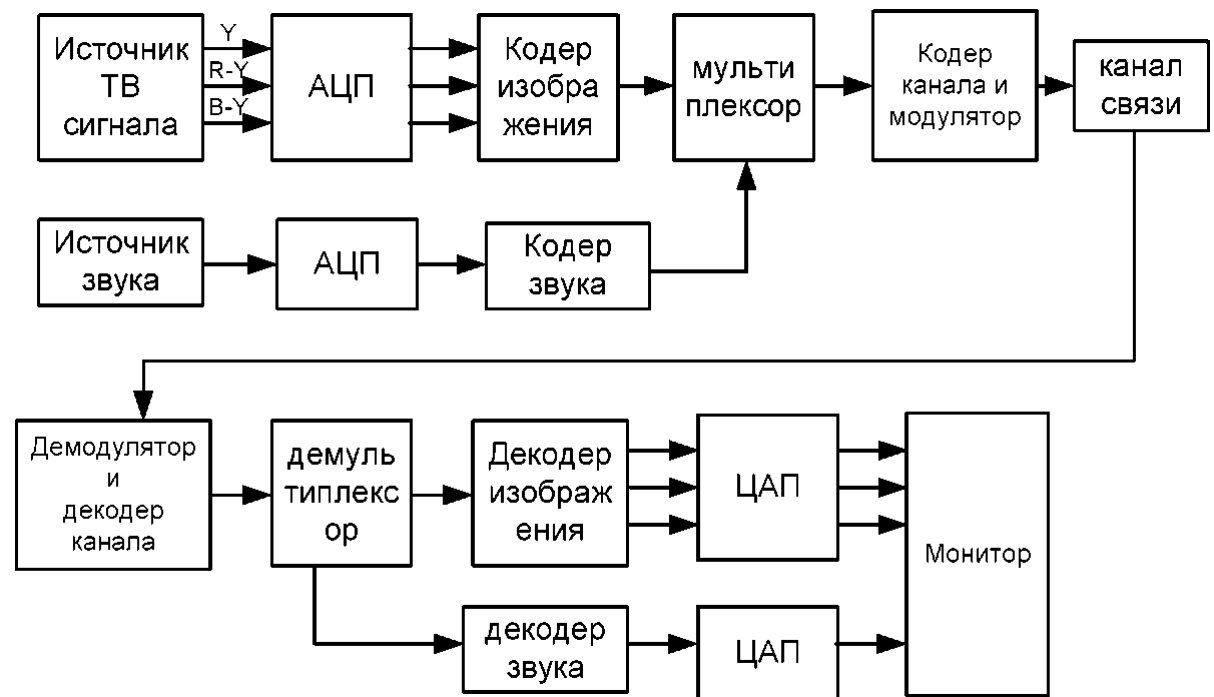 Источник
ТВ
сигнала
Y
R-Y
B-Y
АЦП
Кодер
изобра
жения
мульти
плексор
Кодер
канала и
модулятор
канал
связи
Источник
звука
АЦП
Кодер
звука
Демодулятор
и
декодер
канала
демуль
типлекс
ор
Декодер
изображ
ения
ЦАП
Монитор
декодер
звука
ЦАП